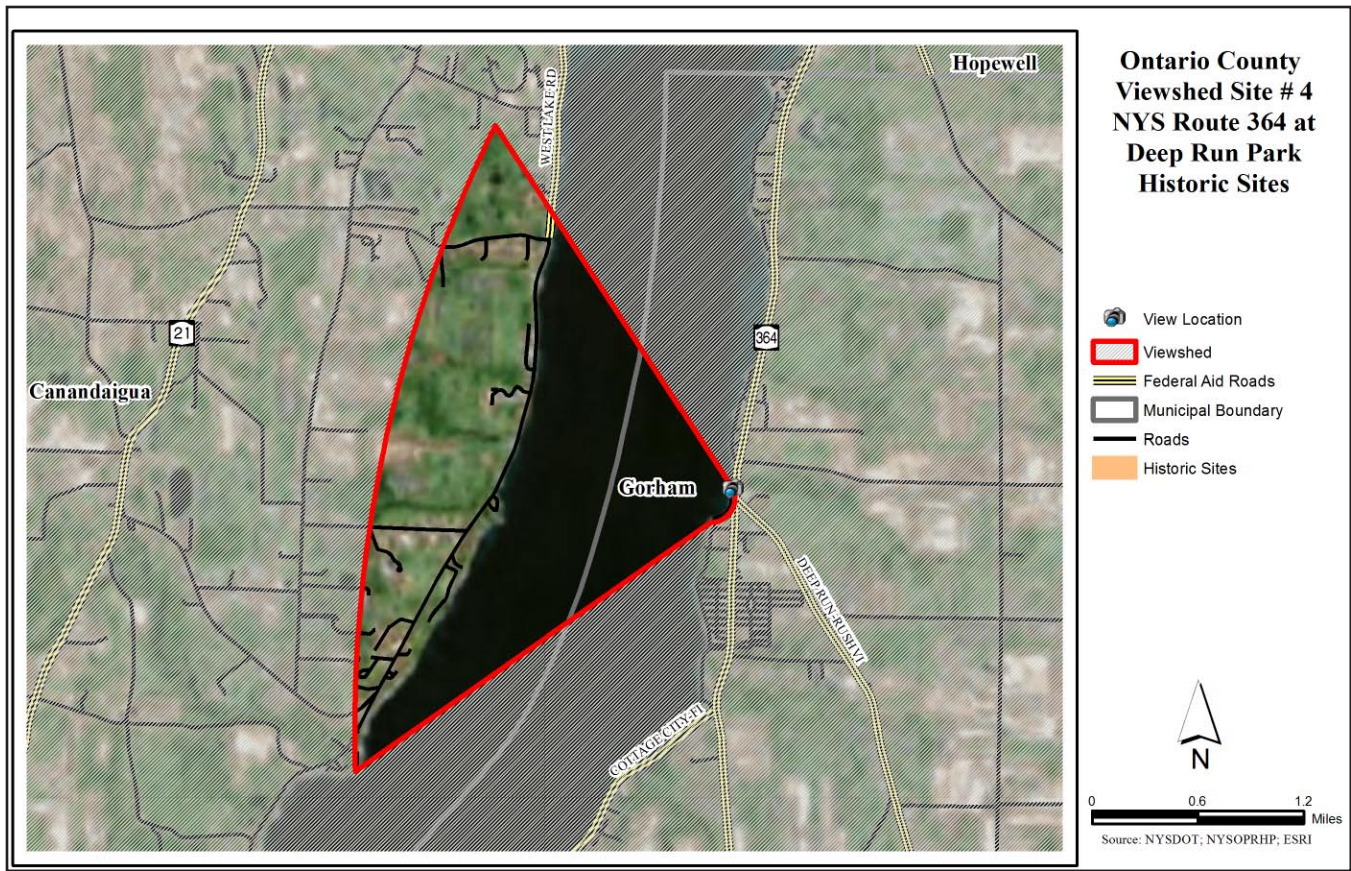 Ontario County
Viewshed Site # 4
NYS Route 364 at
Deep Run Park
Historic Sites
Hopewell
WEST LAKE RD
21
364
Canandaigua
Gorham
DEEP RUN-RUSHVI
COTTAGE CITY-FI
View Location
Viewshed
Federal Aid Roads
Municipal Boundary
Roads
Historic Sites
N
0 0.6 1.2
Miles
Source: NYSDOT; NYSOPRHP; ESRI